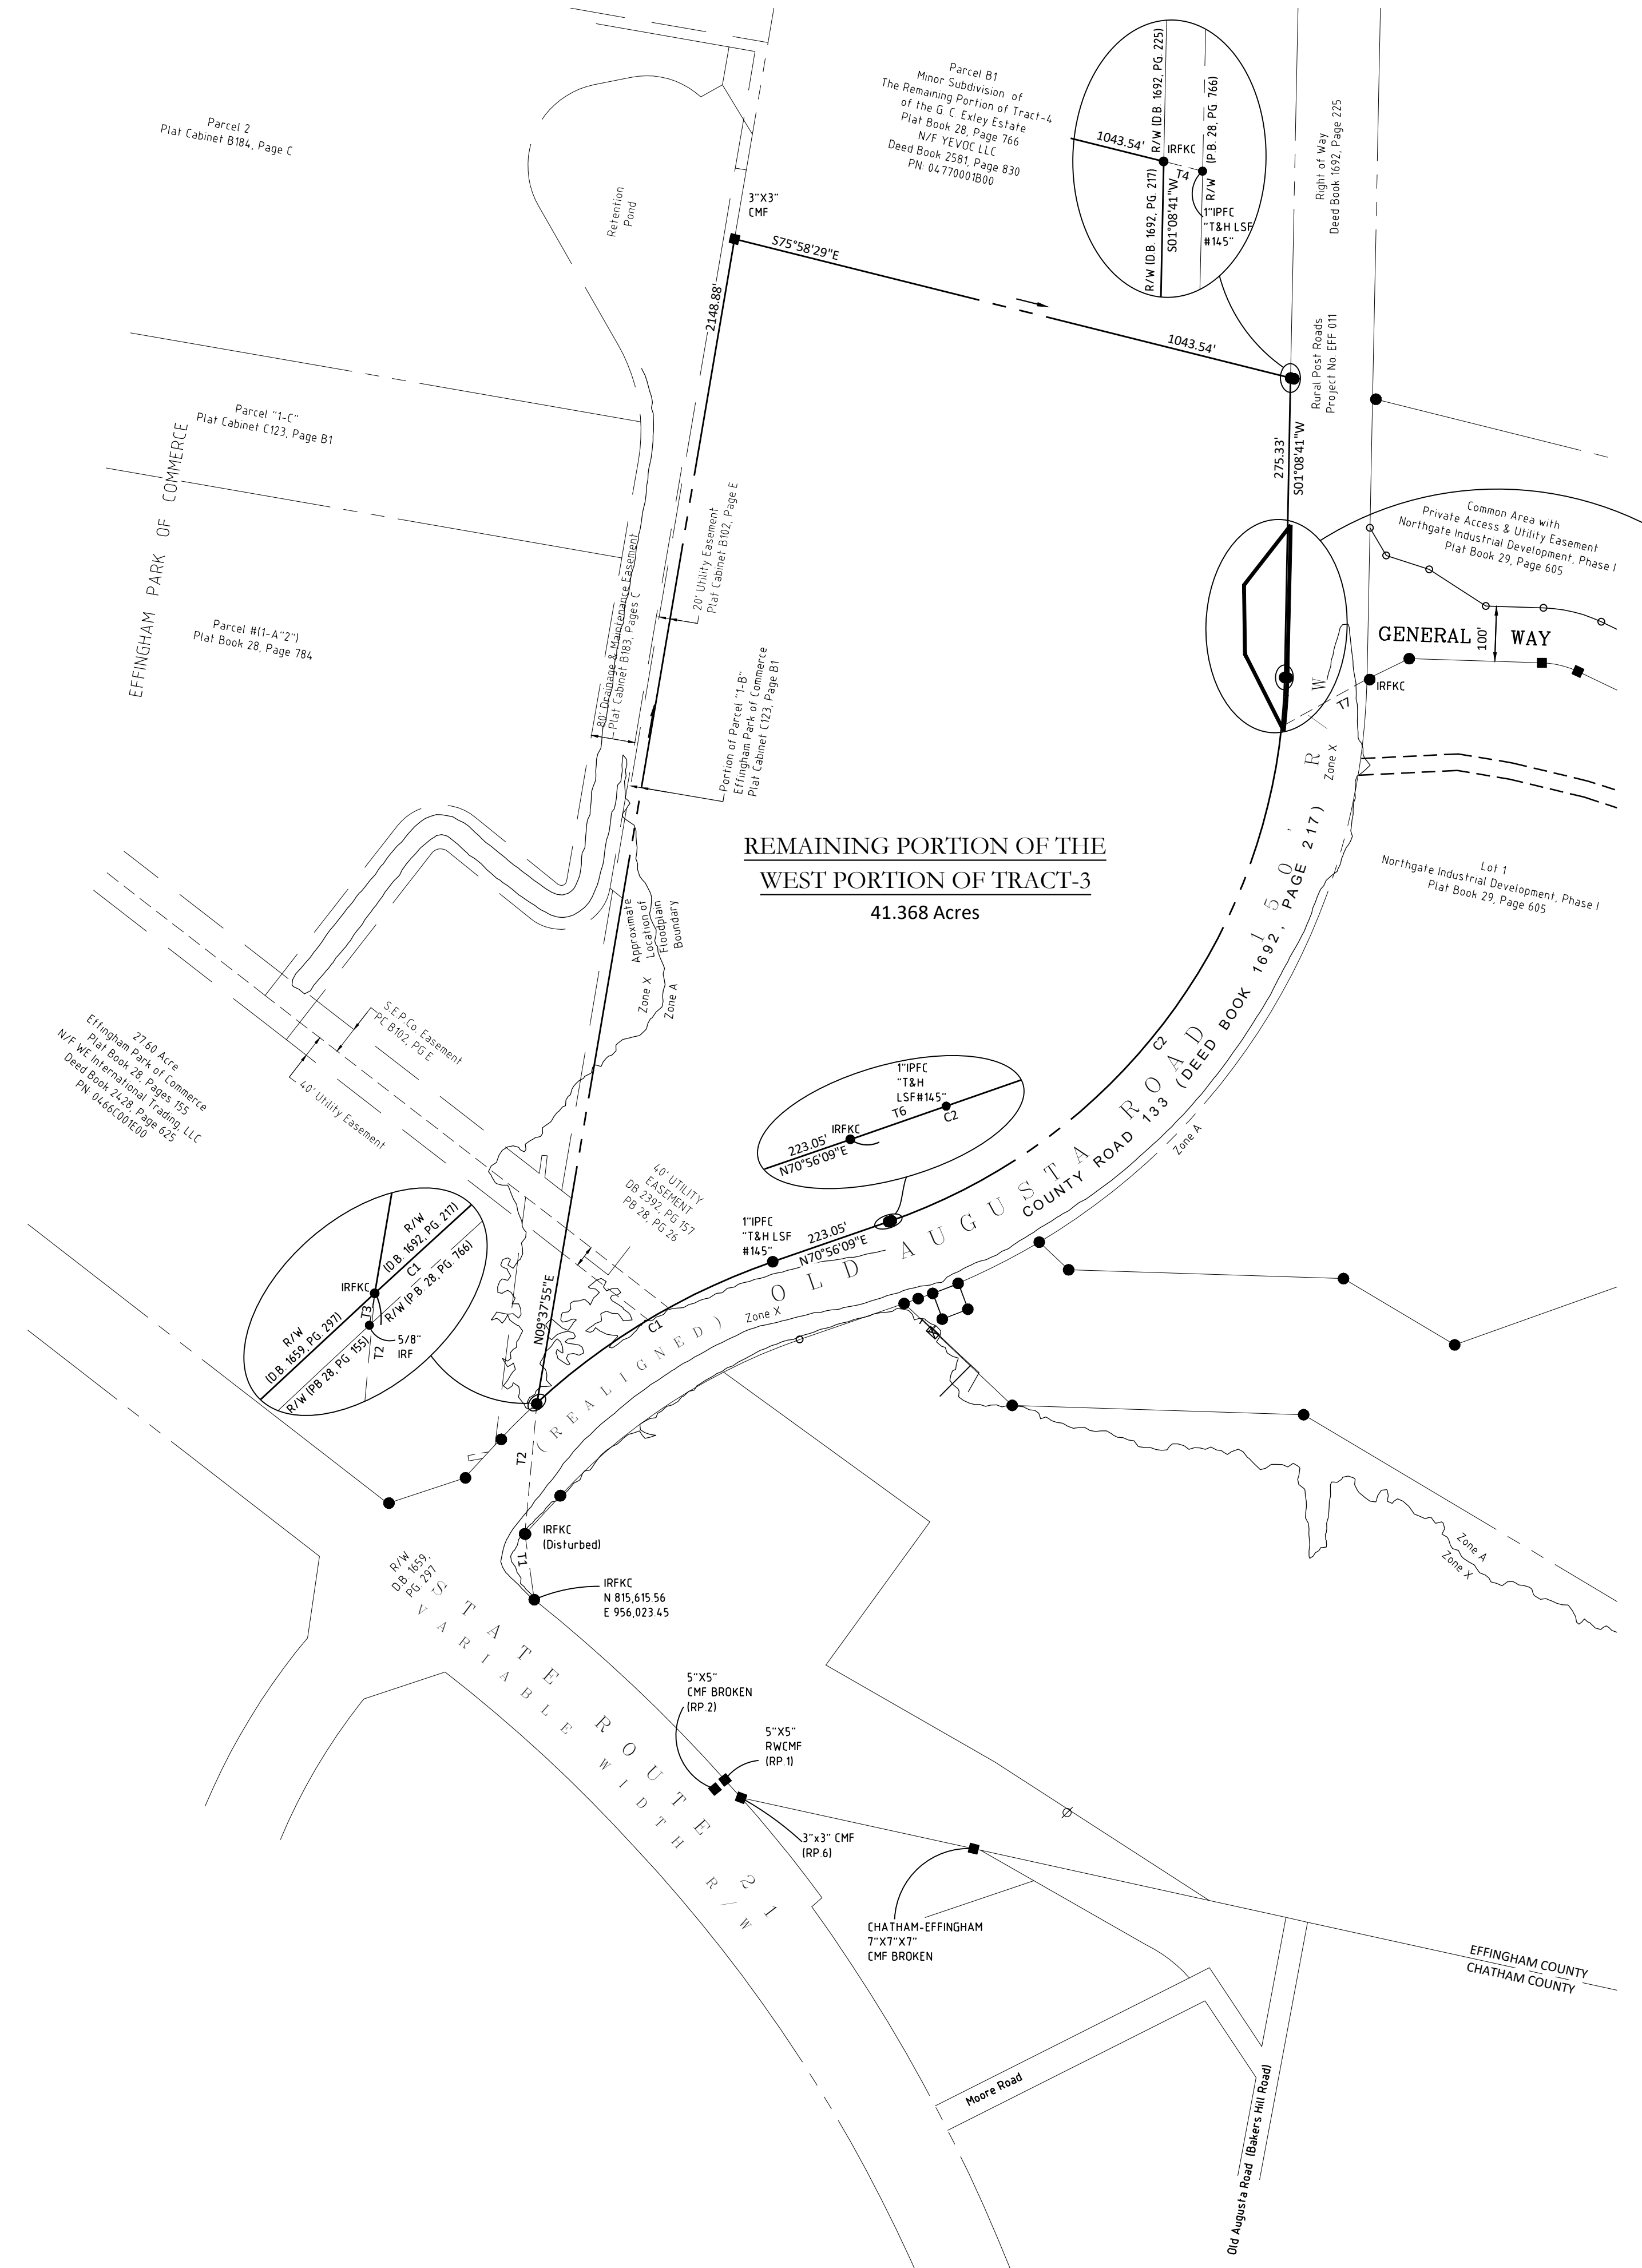 Parcel 2
Plat Cabinet B184, Page C
Parcel B1
Minor Subdivision of
The Remaining Portion of Tract-4
of the G. C. Exley Estate
Plat Book 28, Page 766
N/F YEVOC LLC
Deed Book 2581, Page 830
PN: 04770001B00
R/W (D.B. 1692, PG. 225)
R/W (P.B. 28, PG. 766)
1043.54'
IRFKC
T4
R/W (D.B. 1692, PG. 217)
S01°08'41"W
1"IPFC
"T&H LSF
#145"
Right of Way
Deed Book 1692, Page 225
Retention
Pond
3"X3"
CMF
S75°58'29"E
2148.88'
1043.54'
Rural Post Roads
Project No. EFF 011
Parcel "1-C"
Plat Cabinet C123, Page B1
EFFINGHAM PARK OF COMMERCE
275.33'
S01°08'41"W
Common Area with
Private Access & Utility Easement
Northgate Industrial Development, Phase I
Plat Book 29, Page 605
20' Utility Easement
Plat Cabinet B102, Page E
80' Drainage & Maintenance Easement
Plat Cabinet B183, Pages C
Parcel #(1-A"2")
Plat Book 28, Page 784
GENERAL WAY
100'
IRFKC
T7
Portion of Parcel "1-B"
Effingham Park of Commerce
Plat Cabinet C123, Page B1
Zone X
REMAINING PORTION OF THE
WEST PORTION OF TRACT-3
41.368 Acres
Lot 1
Northgate Industrial Development, Phase I
Plat Book 29, Page 605
Approximate
Location of
Floodplain
Boundary
Zone X
Zone A
S.E.P.Co. Easement
PC B102, PG E
40' Utility Easement
27.60 Acre
Effingham Park of Commerce
Plat Book 28, Pages 155
N/F WE International Trading, LLC
Deed Book 2428, Page 625
PN: 0466C001E00
C2
(REALIGNED) OLD AUGUSTA ROAD 150' R/W
COUNTY ROAD 133 (DEED BOOK 1692, PAGE 217)
Zone A
1"IPFC
"T&H
LSF#145"
T6
C2
IRFKC
223.05'
N70°56'09"E
40' UTILITY
EASEMENT
DB 2392, PG 157
PB 28, PG 26
1"IPFC
"T&H LSF
#145"
223.05'
N70°56'09"E
R/W
(D.B. 1692, PG. 217)
C1
R/W (P.B. 28, PG. 766)
IRFKC
T3
R/W
(D.B. 1659, PG. 297)
R/W (PB 28, PG. 155)
T2
5/8"
IRF
N09°37'55"E
C1
Zone X
T2
IRFKC
(Disturbed)
T1
IRFKC
N 815,615.56
E 956,023.45
R/W
D.B. 1659,
PG. 297
STATE ROUTE 21
VARIABLE WIDTH R/W
Zone A
Zone X
5"X5"
CMF BROKEN
(RP.2)
5"X5"
RWCMF
(RP.1)
3"x3" CMF
(RP.6)
CHATHAM-EFFINGHAM
7"X7"X7"
CMF BROKEN
EFFINGHAM COUNTY
CHATHAM COUNTY
Moore Road
Old Augusta Road (Bakers Hill Road)